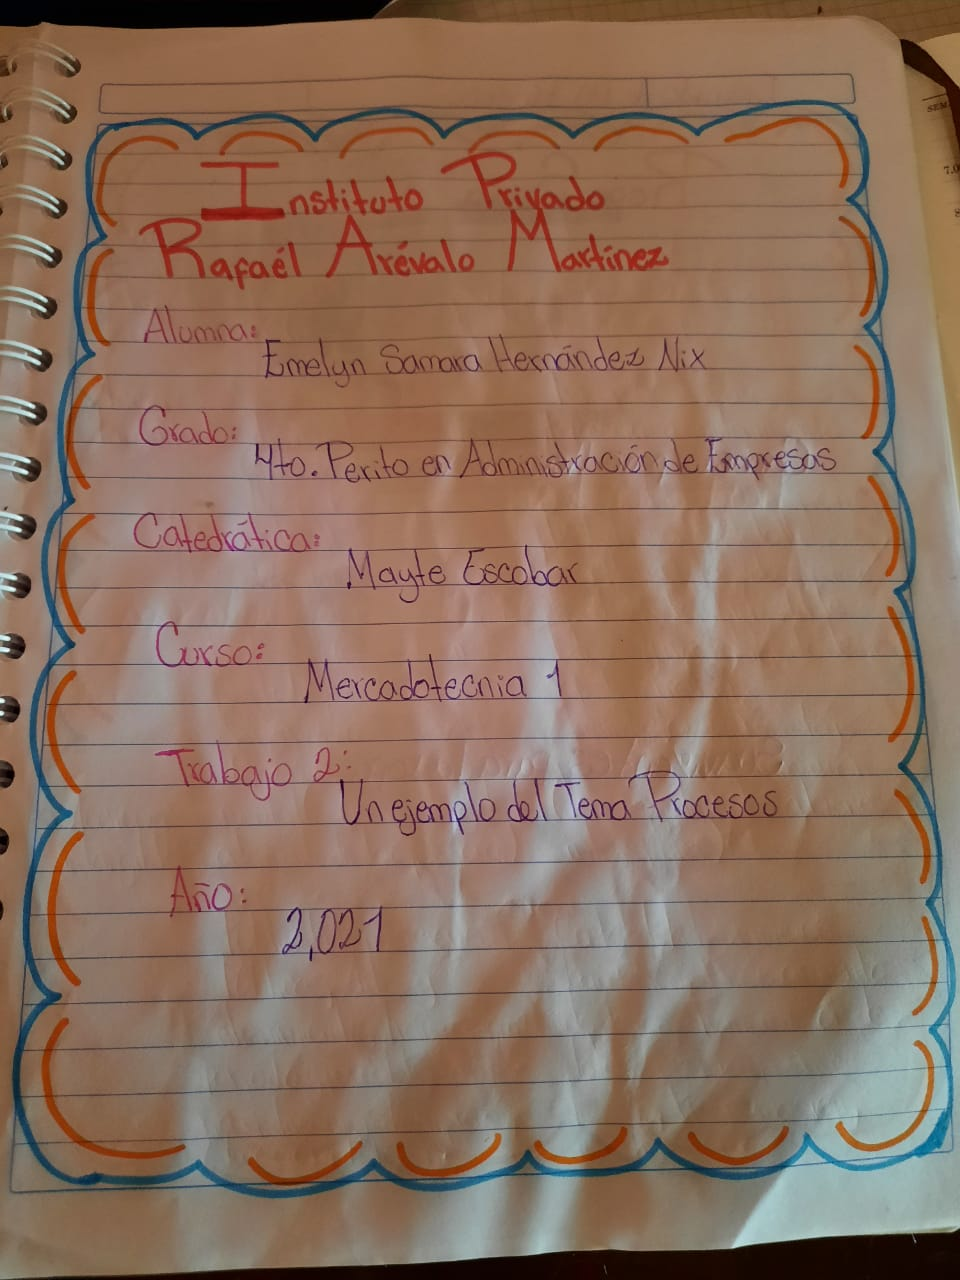 Instituto Privado
Rafaél Arévalo Martínez
Alumna:
Emelyn Samara Hernández Nix
Grado:
4to. Perito en Administración de Empresas
Catedrática:
Mayte Escobar
Curso:
Mercadotecnia 1
Trabajo 2:
Un ejemplo del Tema Procesos
Año:
2,021